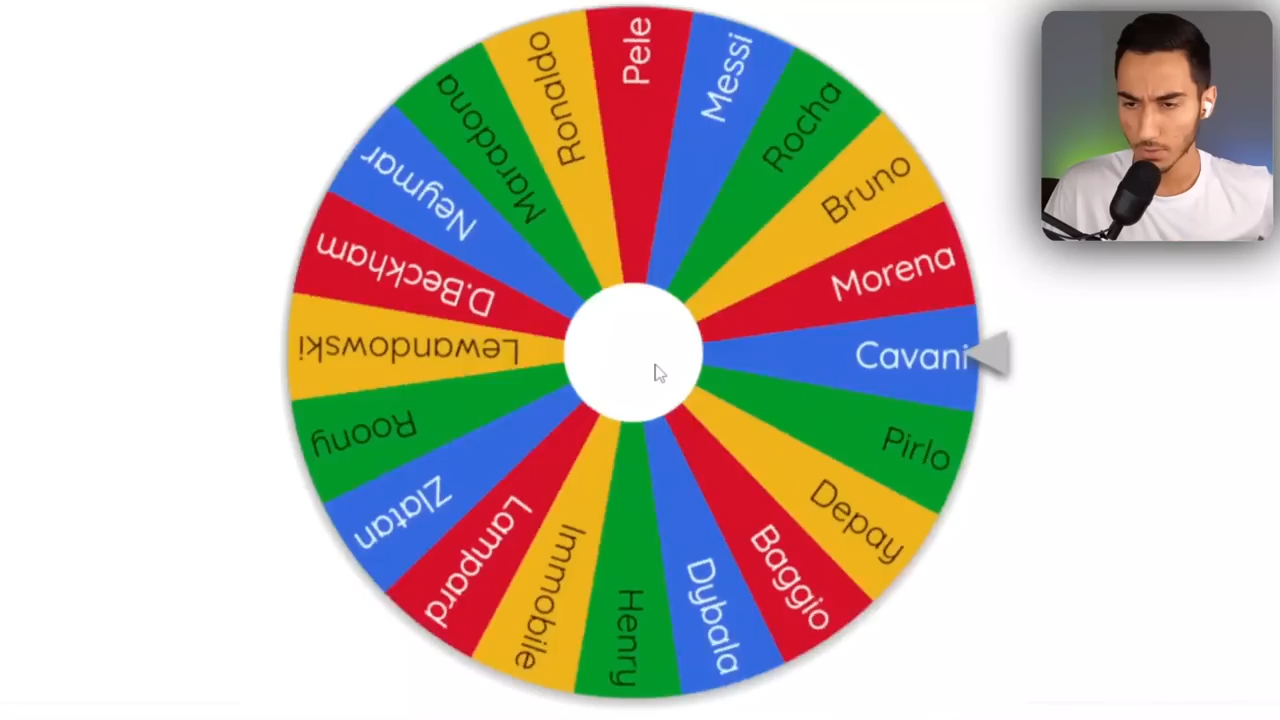 Pele
Messi
Rocha
Bruno
Morena
Cavani
Pirlo
Depay
Baggio
Dybala
Henry
Immobile
Lampard
Zlatan
Roony
Lewandowski
D.Beckham
Neymar
Maradona
Ronaldo